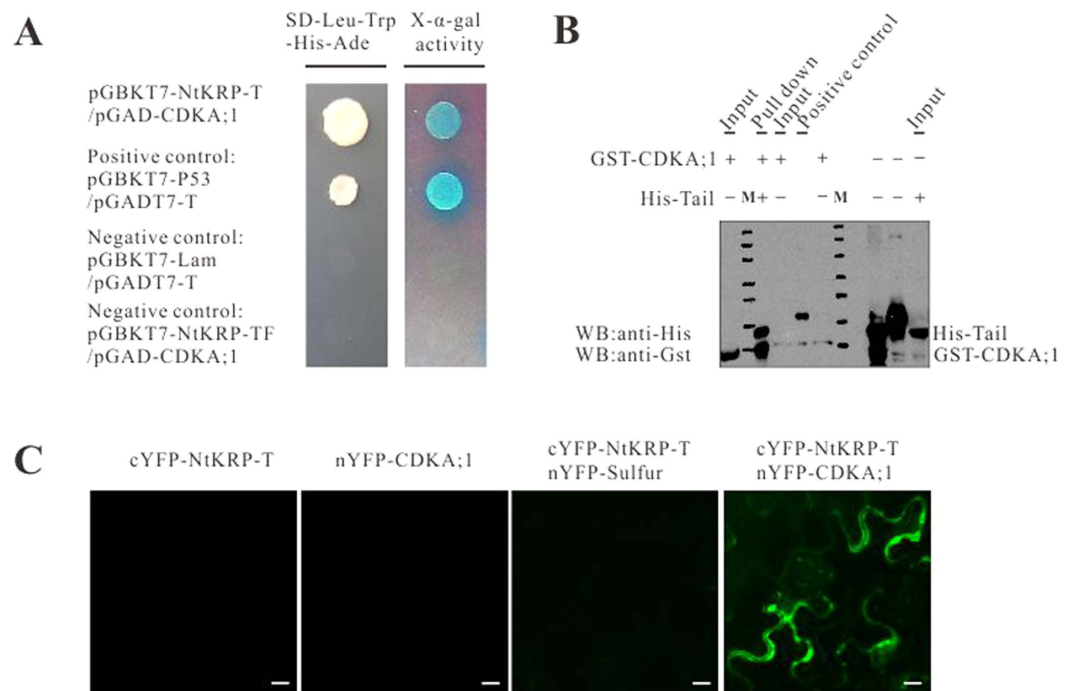 A
SD-Leu-Trp
-His-Ade
X-α-gal
activity
pGBKT7-NtKRP-T
/pGAD-CDKA;1
Positive control:
pGBKT7-P53
/pGADT7-T
Negative control:
pGBKT7-Lam
/pGADT7-T
Negative control:
pGBKT7-NtKRP-TF
/pGAD-CDKA;1
B
Input
Pull down
Input
Positive control
Input
GST-CDKA;1 + + + + − − −
His-Tail − M + − − M − − +
WB:anti-His
WB:anti-Gst
His-Tail
GST-CDKA;1
C
cYFP-NtKRP-T
nYFP-CDKA;1
cYFP-NtKRP-T
nYFP-Sulfur
cYFP-NtKRP-T
nYFP-CDKA;1